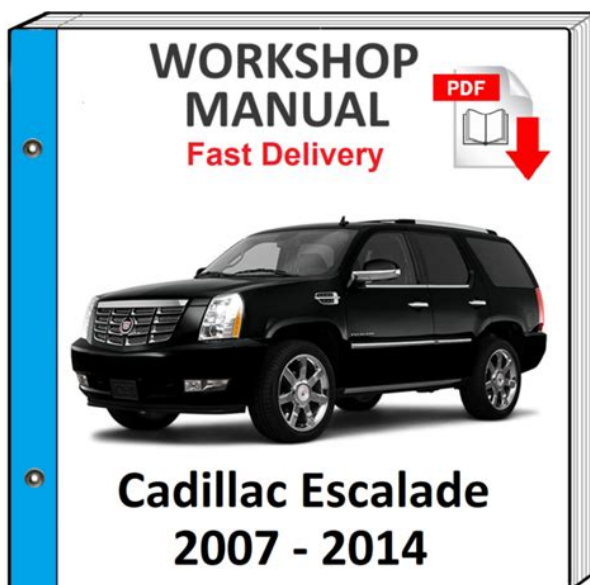 WORKSHOP
MANUAL
Fast Delivery
PDF
Cadillac Escalade
2007 - 2014